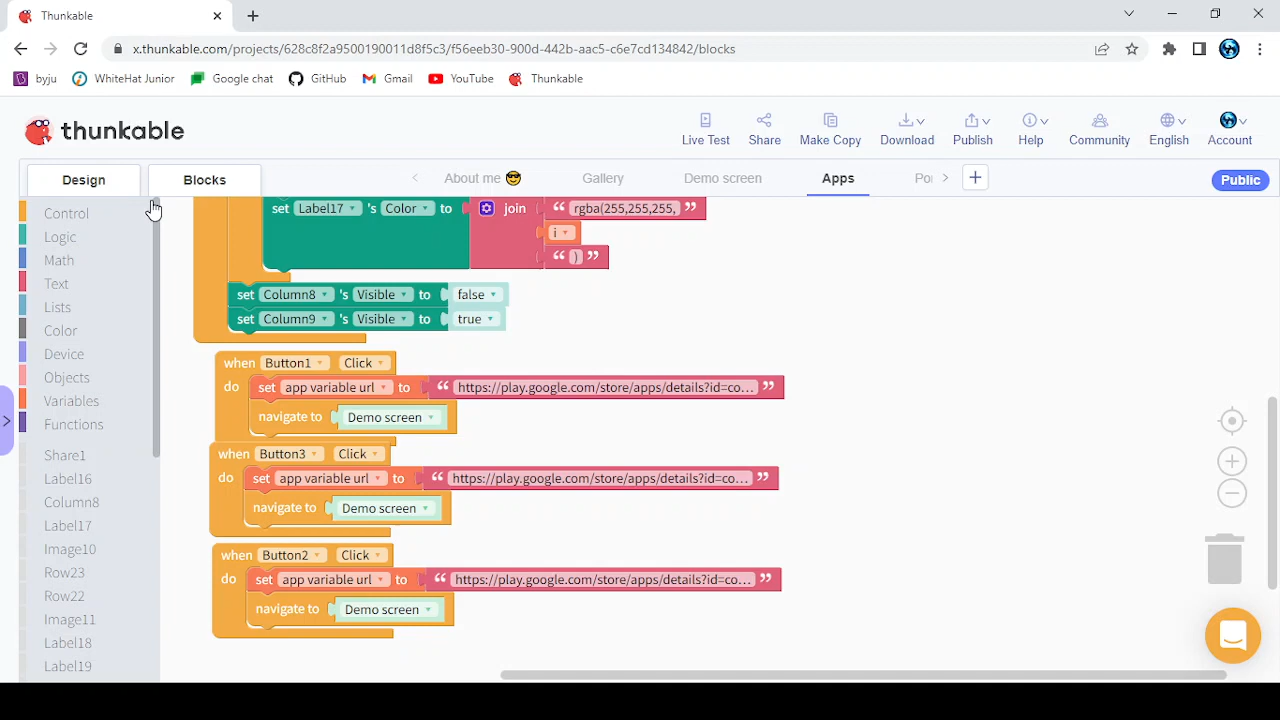 Thunkable
x.thunkable.com/projects/628c8f2a9500190011d8f5c3/f56eeb30-900d-442b-aac5-c6e7cd134842/blocks
byju WhiteHat Junior Google chat GitHub Gmail YouTube Thunkable
thunkable
Live Test Share Make Copy Download Publish Help Community English Account
Design Blocks About me 😎 Gallery Demo screen Apps Po Public
Control
Logic
Math
Text
Lists
Color
Device
Objects
Variables
Functions
Share1
Label16
Column8
Label17
Image10
Row23
Row22
Image11
Label18
Label19
set Label17 's Color to join “ rgba(255,255,255, ”
i
“ ) ”
set Column8 's Visible to false
set Column9 's Visible to true
when Button1 Click
do set app variable url to “ https://play.google.com/store/apps/details?id=co... ”
navigate to Demo screen
when Button3 Click
do set app variable url to “ https://play.google.com/store/apps/details?id=co... ”
navigate to Demo screen
when Button2 Click
do set app variable url to “ https://play.google.com/store/apps/details?id=co... ”
navigate to Demo screen